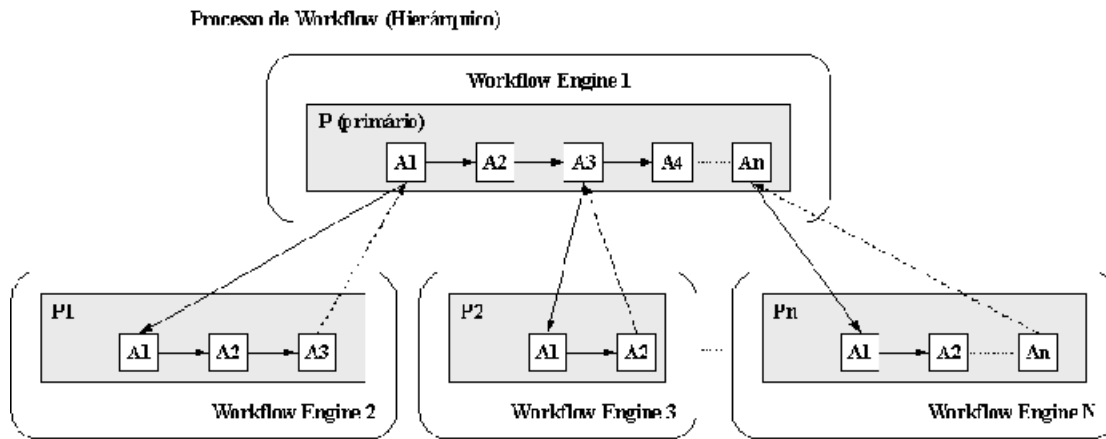 Processo de Workflow (Hierárquico)
Workflow Engine 1
P (primário)
A1 A2 A3 A4 An
P1 P2 Pn
A1 A2 A3 A1 A2 A1 A2 An
Workflow Engine 2 Workflow Engine 3 Workflow Engine N